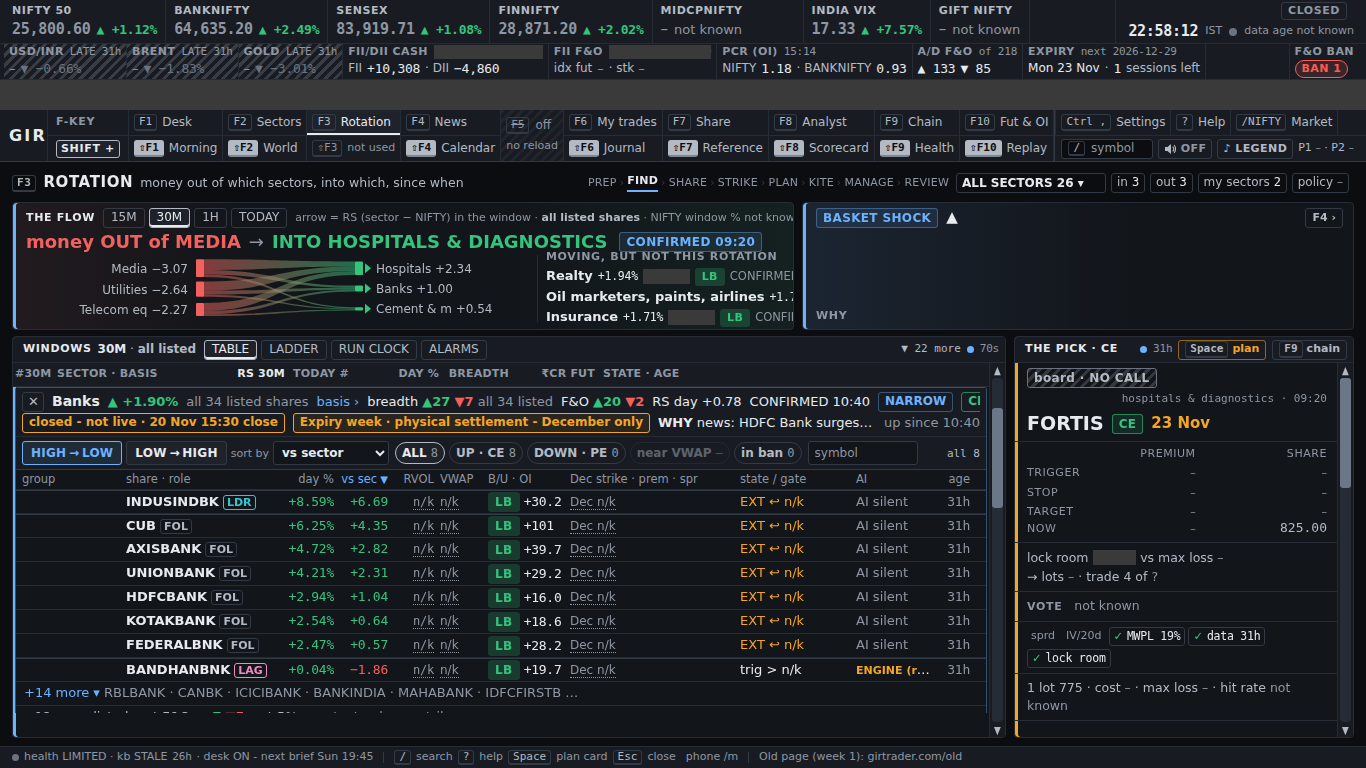 NIFTY 50 BANKNIFTY SENSEX FINNIFTY MIDCPNIFTY INDIA VIX GIFT NIFTY CLOSED
25,800.60 ▲ +1.12% 64,635.20 ▲ +2.49% 83,919.71 ▲ +1.08% 28,871.20 ▲ +2.02% – not known 17.33 ▲ +7.57% – not known 22:58:12 IST data age not known
USD/INR LATE 31h BRENT LATE 31h GOLD LATE 31h FII/DII CASH FII F&O PCR (OI) 15:14 A/D F&O of 218 EXPIRY next 2026-12-29 F&O BAN
– ▼ −0.66% – ▼ −1.83% – ▼ −3.01% FII +10,308 · DII −4,860 idx fut – · stk – NIFTY 1.18 · BANKNIFTY 0.93 ▲ 133 ▼ 85 Mon 23 Nov · 1 sessions left BAN 1
GIR F-KEY F1 Desk F2 Sectors F3 Rotation F4 News F5 off F6 My trades F7 Share F8 Analyst F9 Chain F10 Fut & OI Ctrl , Settings ? Help /NIFTY Market
SHIFT + ⇧F1 Morning ⇧F2 World ⇧F3 not used ⇧F4 Calendar no reload ⇧F6 Journal ⇧F7 Reference ⇧F8 Scorecard ⇧F9 Health ⇧F10 Replay / symbol OFF ♪ LEGEND P1 – · P2 –
F3 ROTATION money out of which sectors, into which, since when PREP › FIND › SHARE › STRIKE › PLAN › KITE › MANAGE › REVIEW ALL SECTORS 26 ▾ in 3 out 3 my sectors 2 policy –
THE FLOW 15M 30M 1H TODAY arrow = RS (sector − NIFTY) in the window · all listed shares · NIFTY window % not know
money OUT of MEDIA → INTO HOSPITALS & DIAGNOSTICS CONFIRMED 09:20
Media −3.07 Hospitals +2.34
Utilities −2.64 Banks +1.00
Telecom eq −2.27 Cement & m +0.54
MOVING, BUT NOT THIS ROTATION
Realty +1.94% LB CONFIRME
Oil marketers, paints, airlines +1.7
Insurance +1.71% LB CONFI
BASKET SHOCK ▲ F4 ›
WHY
WINDOWS 30M · all listed TABLE LADDER RUN CLOCK ALARMS ▼ 22 more 70s
#30M SECTOR · BASIS RS 30M TODAY # DAY % BREADTH ₹CR FUT STATE · AGE
✕ Banks ▲ +1.90% all 34 listed shares basis › breadth ▲27 ▼7 all 34 listed F&O ▲20 ▼2 RS day +0.78 CONFIRMED 10:40 NARROW
closed - not live · 20 Nov 15:30 close Expiry week · physical settlement - December only WHY news: HDFC Bank surges… up since 10:40
HIGH → LOW LOW → HIGH sort by vs sector ALL 8 UP · CE 8 DOWN · PE 0 near VWAP – in ban 0 symbol all 8
group share · role day % vs sec ▼ RVOL VWAP B/U · OI Dec strike · prem · spr state / gate AI age
INDUSINDBK LDR +8.59% +6.69 n/k n/k LB +30.2 Dec n/k EXT ↩ n/k AI silent 31h
CUB FOL +6.25% +4.35 n/k n/k LB +101 Dec n/k EXT ↩ n/k AI silent 31h
AXISBANK FOL +4.72% +2.82 n/k n/k LB +39.7 Dec n/k EXT ↩ n/k AI silent 31h
UNIONBANK FOL +4.21% +2.31 n/k n/k LB +29.2 Dec n/k EXT ↩ n/k AI silent 31h
HDFCBANK FOL +2.94% +1.04 n/k n/k LB +16.0 Dec n/k EXT ↩ n/k AI silent 31h
KOTAKBANK FOL +2.54% +0.64 n/k n/k LB +18.6 Dec n/k EXT ↩ n/k AI silent 31h
FEDERALBNK FOL +2.47% +0.57 n/k n/k LB +28.2 Dec n/k EXT ↩ n/k AI silent 31h
BANDHANBNK LAG +0.04% −1.86 n/k n/k LB +19.7 Dec n/k trig > n/k ENGINE (r… 31h
+14 more ▾ RBLBANK · CANBK · ICICIBANK · BANKINDIA · MAHABANK · IDFCFIRSTB …
THE PICK · CE 31h Space plan F9 chain
board · NO CALL
hospitals & diagnostics · 09:20
FORTIS CE 23 Nov
PREMIUM SHARE
TRIGGER – –
STOP – –
TARGET – –
NOW – 825.00
lock room vs max loss –
→ lots – · trade 4 of ?
VOTE not known
sprd IV/20d ✓ MWPL 19% ✓ data 31h
✓ lock room
1 lot 775 · cost – · max loss – · hit rate not
known
health LIMITED · kb STALE 26h · desk ON - next brief Sun 19:45 / search ? help Space plan card Esc close phone /m Old page (week 1): girtrader.com/old